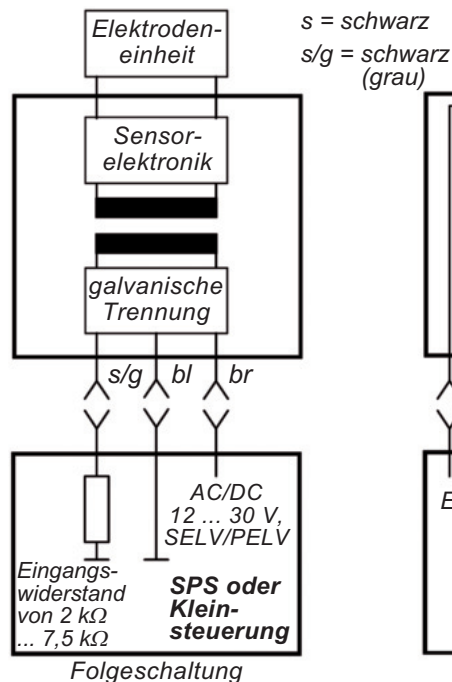 Elektroden-
einheit
s = schwarz
s/g = schwarz
(grau)
Sensor-
elektronik
galvanische
Trennung
s/g bl br
AC/DC
12 ... 30 V,
SELV/PELV
Eingangs-
widerstand
von 2 kΩ
... 7,5 kΩ
SPS oder
Klein-
steuerung
E
Folgeschaltung